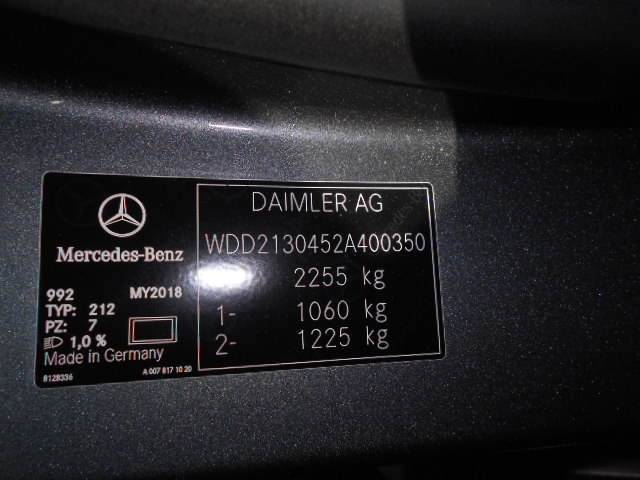 Mercedes-Benz
992 MY2018
TYP: 212
PZ: 7
1,0 %
Made in Germany
8128336 A 007 817 10 20
DAIMLER AG
WDD2130452A400350
2255 kg
1- 1060 kg
2- 1225 kg